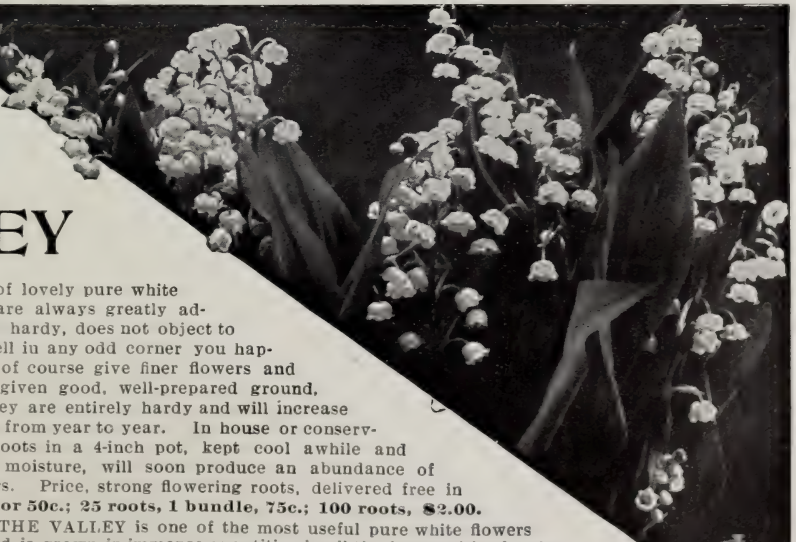 EY
of lovely pure white
are always greatly ad-
hardy, does not object to
ell in any odd corner you hap-
of course give finer flowers and
given good, well-prepared ground,
ey are entirely hardy and will increase
from year to year. In house or conserv-
oots in a 4-inch pot, kept cool awhile and
moisture, will soon produce an abundance of
s. Price, strong flowering roots, delivered free in
or 50c.; 25 roots, 1 bundle, 75c.; 100 roots, $2.00.
THE VALLEY is one of the most useful pure white flowers